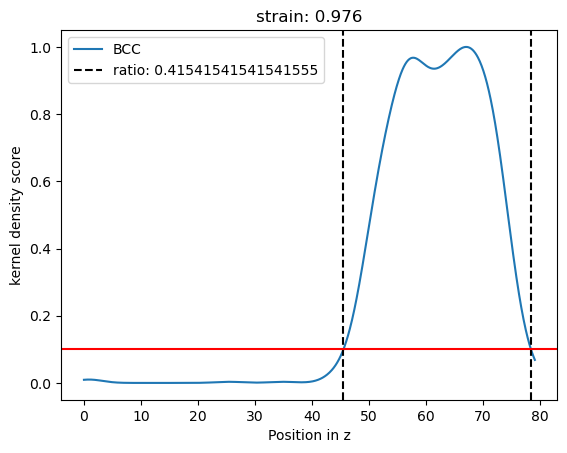 strain: 0.976
BCC
ratio: 0.41541541541541555
kernel density score
1.0
0.8
0.6
0.4
0.2
0.0
0 10 20 30 40 50 60 70 80
Position in z